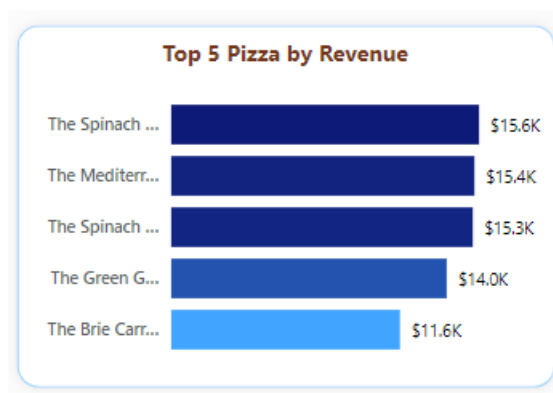 Top 5 Pizza by Revenue
The Spinach ... $15.6K
The Mediterr... $15.4K
The Spinach ... $15.3K
The Green G... $14.0K
The Brie Carr... $11.6K